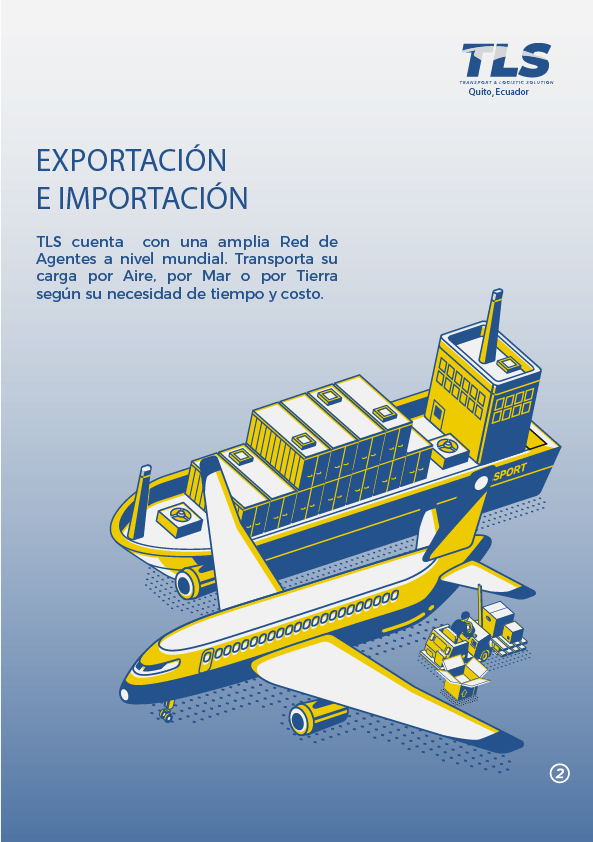 TLS
TRANSPORT & LOGISTIC SOLUTION
Quito, Ecuador
EXPORTACIÓN
E IMPORTACIÓN
TLS cuenta con una amplia Red de
Agentes a nivel mundial. Transporta su
carga por Aire, por Mar o por Tierra
según su necesidad de tiempo y costo.
SPORT
2